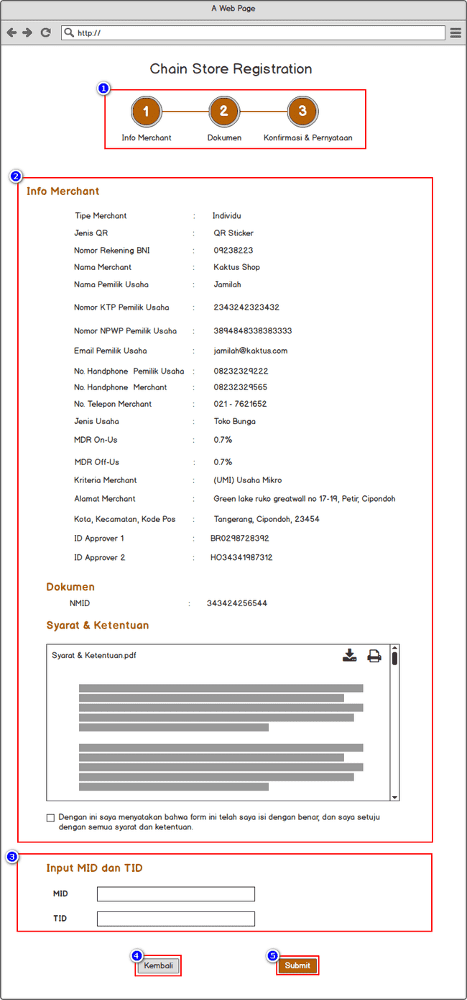 A Web Page
http://
Chain Store Registration
1
1 2 3
Info Merchant Dokumen Konfirmasi & Pernyataan
2
Info Merchant
Tipe Merchant : Individu
Jenis QR : QR Sticker
Nomor Rekening BNI : 09238223
Nama Merchant : Kaktus Shop
Nama Pemilik Usaha : Jamilah
Nomor KTP Pemilik Usaha : 2343242323432
Nomor NPWP Pemilik Usaha : 3894848338383333
Email Pemilik Usaha : jamilah@kaktus.com
No. Handphone Pemilik Usaha : 08232329222
No. Handphone Merchant : 08232329565
No. Telepon Merchant : 021 - 7621652
Jenis Usaha : Toko Bunga
MDR On-Us : 0.7%
MDR Off-Us : 0.7%
Kriteria Merchant : (UMI) Usaha Mikro
Alamat Merchant : Green lake ruko greatwall no 17-19, Petir, Cipondoh
Kota, Kecamatan, Kode Pos : Tangerang, Cipondoh, 23454
ID Approver 1 : BR0298728392
ID Approver 2 : HO34341987312
Dokumen
NMID : 343424256544
Syarat & Ketentuan
Syarat & Ketentuan.pdf
Dengan ini saya menyatakan bahwa form ini telah saya isi dengan benar, dan saya setuju
dengan semua syarat dan ketentuan.
3
Input MID dan TID
MID
TID
4 5
Kembali Submit